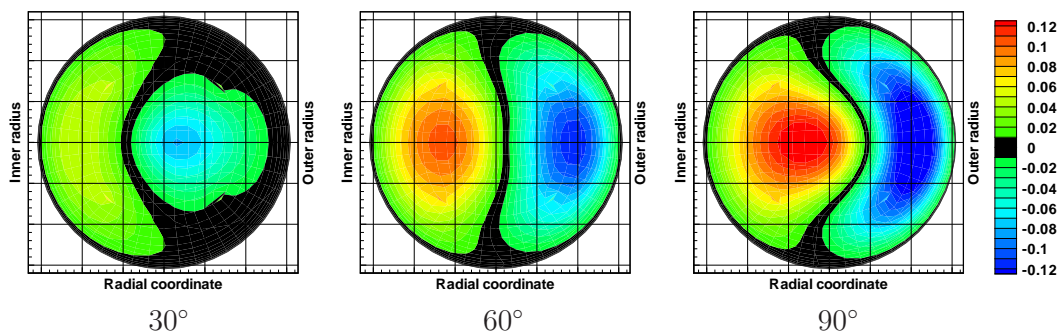 Inner radius
Radial coordinate
Outer radius
30°
Inner radius
Radial coordinate
Outer radius
60°
Inner radius
Radial coordinate
Outer radius
90°
0.12
0.1
0.08
0.06
0.04
0.02
0
-0.02
-0.04
-0.06
-0.08
-0.1
-0.12